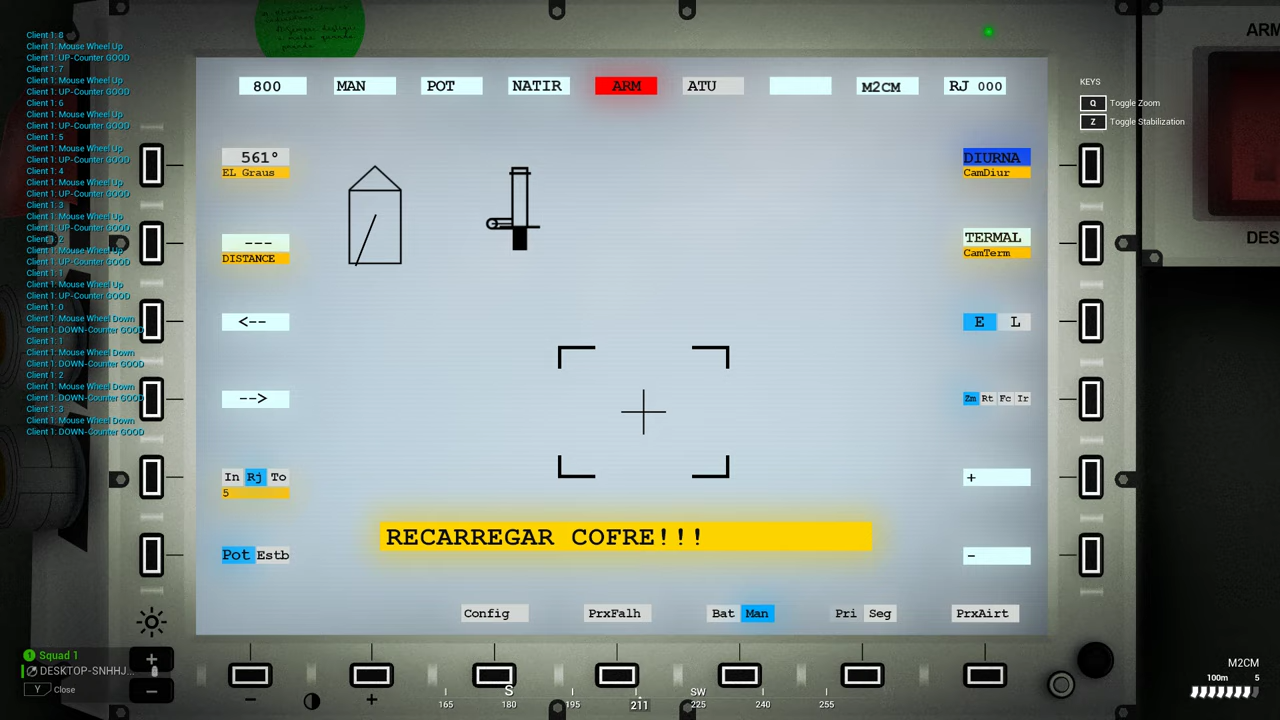 Client 1: 8
Client 1: Mouse Wheel Up
Client 1: UP-Counter GOOD
Client 1: 7
Client 1: Mouse Wheel Up
Client 1: UP-Counter GOOD
Client 1: 6
Client 1: Mouse Wheel Up
Client 1: UP-Counter GOOD
Client 1: 5
Client 1: Mouse Wheel Up
Client 1: UP-Counter GOOD
Client 1: 4
Client 1: Mouse Wheel Up
Client 1: UP-Counter GOOD
Client 1: 3
Client 1: Mouse Wheel Up
Client 1: UP-Counter GOOD
Client 1: 2
Client 1: Mouse Wheel Up
Client 1: UP-Counter GOOD
Client 1: 1
Client 1: Mouse Wheel Up
Client 1: UP-Counter GOOD
Client 1: 0
Client 1: Mouse Wheel Down
Client 1: DOWN-Counter GOOD
Client 1: 1
Client 1: Mouse Wheel Down
Client 1: DOWN-Counter GOOD
Client 1: 2
Client 1: Mouse Wheel Down
Client 1: DOWN-Counter GOOD
Client 1: 3
Client 1: Mouse Wheel Down
Client 1: DOWN-Counter GOOD
800 MAN POT NATIR ARM ATU M2CM RJ 000
561°
EL Graus
---
DISTANCE
<--
-->
In Rj To
5
Pot Estb
DIURNA
CamDiur
TERMAL
CamTerm
E L
Zm Rt Fc Ir
+
-
RECARREGAR COFRE!!!
Config PrxFalh Bat Man Pri Seg PrxAirt
KEYS
Q Toggle Zoom
Z Toggle Stabilization
ARM
DES
1 Squad 1
DESKTOP-SNHHJ...
Y Close
+
−
− +
S SW
165 180 195 211 225 240 255
M2CM
100m 5